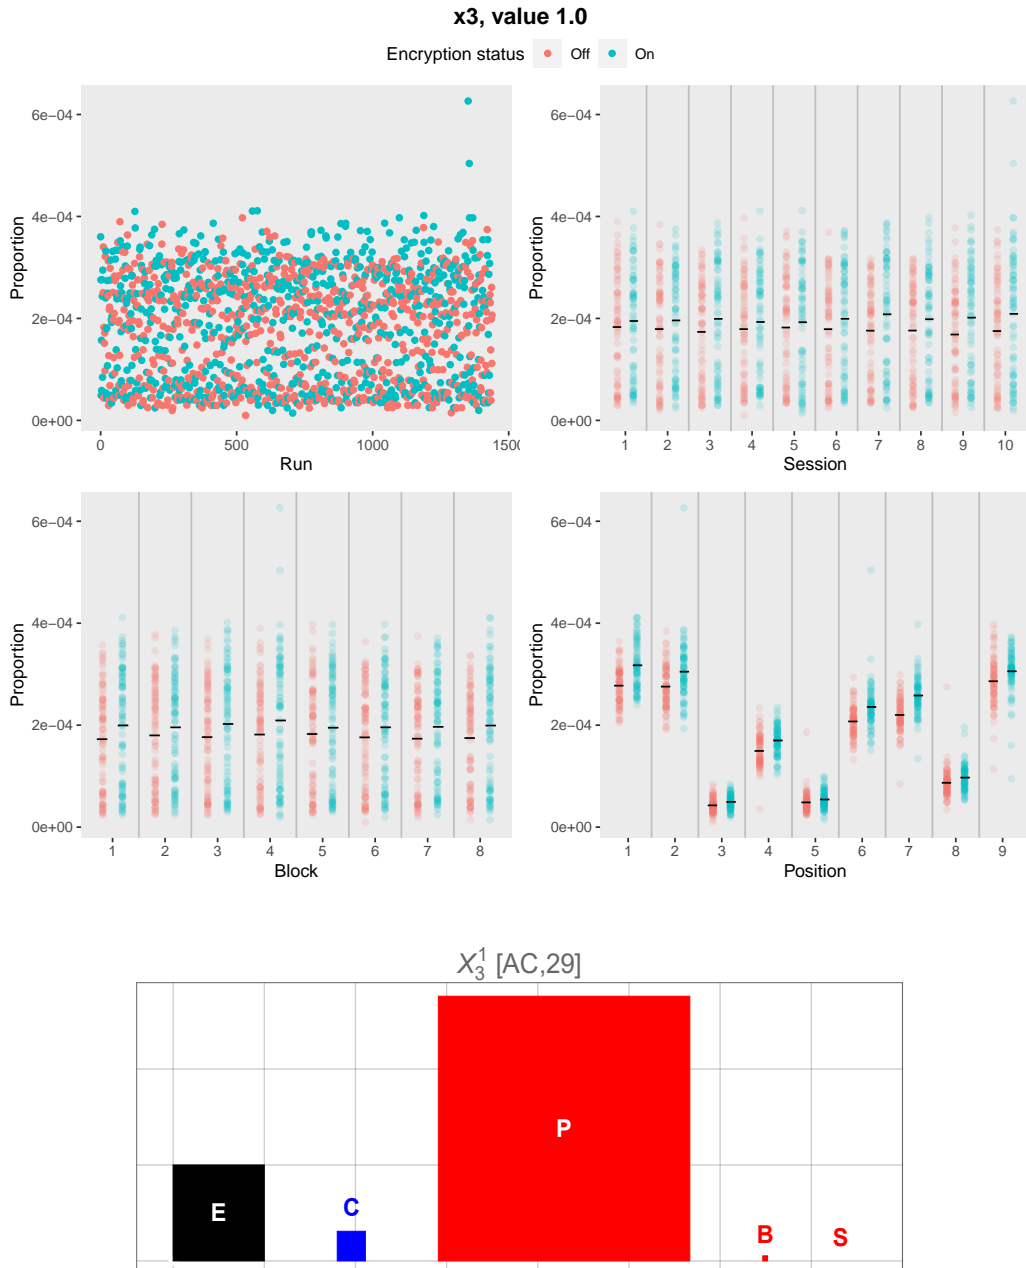 x3, value 1.0
Encryption status Off On
6e−04
4e−04
2e−04
0e+00
Proportion
0 500 1000 1500
Run
6e−04
4e−04
2e−04
0e+00
Proportion
1 2 3 4 5 6 7 8 9 10
Session
6e−04
4e−04
2e−04
0e+00
Proportion
1 2 3 4 5 6 7 8
Block
6e−04
4e−04
2e−04
0e+00
Proportion
1 2 3 4 5 6 7 8 9
Position
X₃¹ [AC,29]
P
E
C
B
S